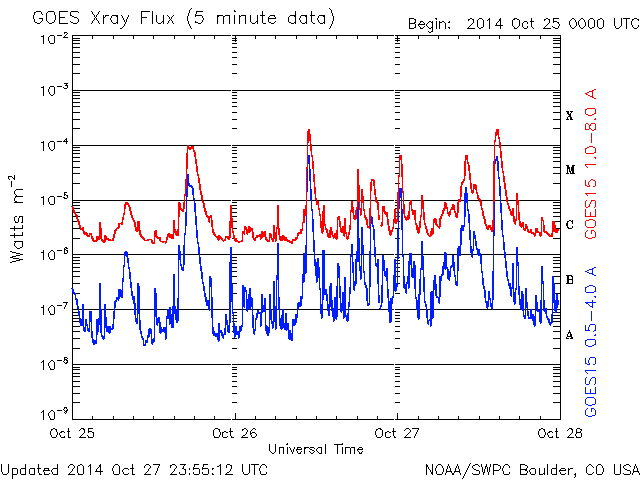 GOES Xray Flux (5 minute data)
Begin: 2014 Oct 25 0000 UTC
10⁻²
10⁻³
10⁻⁴
10⁻⁵
10⁻⁶
10⁻⁷
10⁻⁸
10⁻⁹
Watts m⁻²
X
M
C
B
A
GOES15 1.0-8.0 A
GOES15 0.5-4.0 A
Oct 25
Oct 26
Oct 27
Oct 28
Universal Time
Updated 2014 Oct 27 23:55:12 UTC
NOAA/SWPC Boulder, CO USA